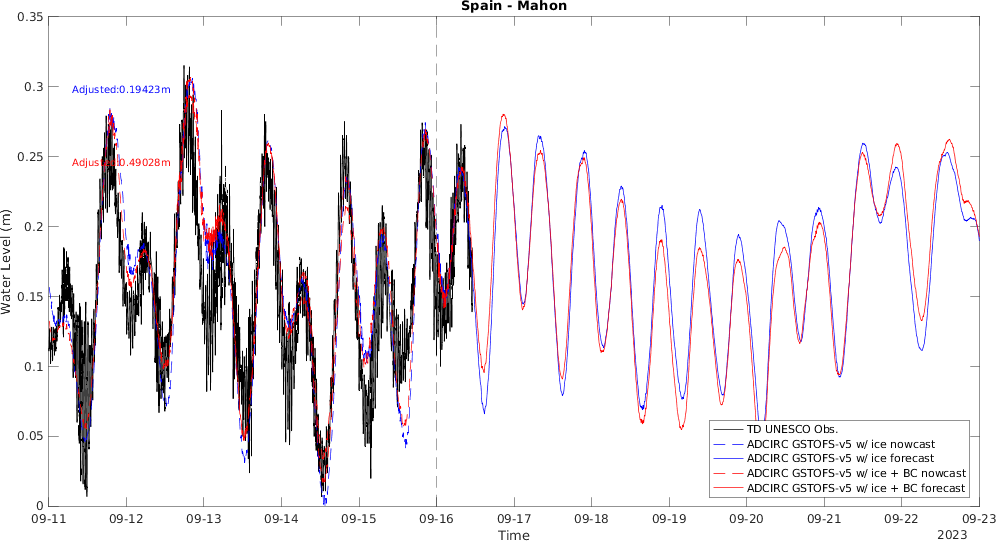 Spain - Mahon
0.35
0.3
0.25
0.2
0.15
0.1
0.05
0
Water Level (m)
Adjusted:0.19423m
Adjusted:0.49028m
TD UNESCO Obs.
ADCIRC GSTOFS-v5 w/ ice nowcast
ADCIRC GSTOFS-v5 w/ ice forecast
ADCIRC GSTOFS-v5 w/ ice + BC nowcast
ADCIRC GSTOFS-v5 w/ ice + BC forecast
09-11 09-12 09-13 09-14 09-15 09-16 09-17 09-18 09-19 09-20 09-21 09-22 09-23
Time
2023